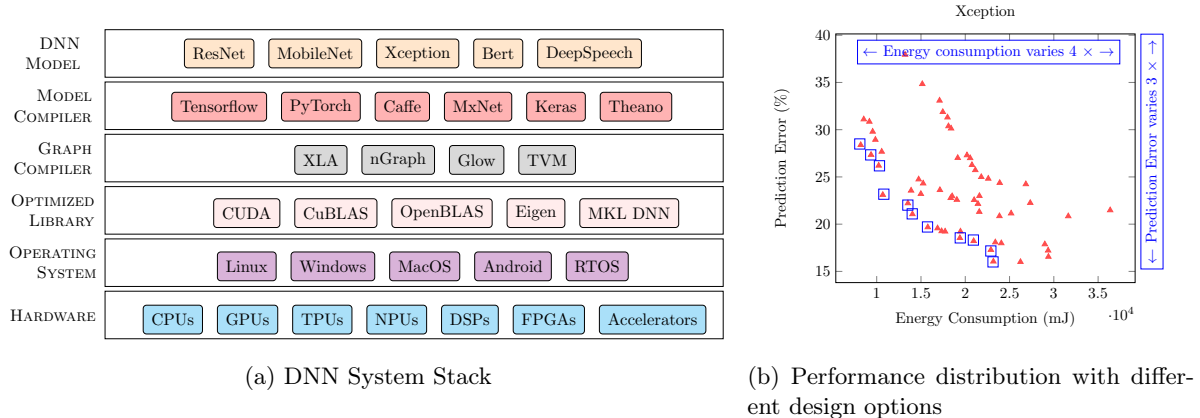 DNN
MODEL
ResNet MobileNet Xception Bert DeepSpeech
MODEL
COMPILER
Tensorflow PyTorch Caffe MxNet Keras Theano
GRAPH
COMPILER
XLA nGraph Glow TVM
OPTIMIZED
LIBRARY
CUDA CuBLAS OpenBLAS Eigen MKL DNN
OPERATING
SYSTEM
Linux Windows MacOS Android RTOS
HARDWARE
CPUs GPUs TPUs NPUs DSPs FPGAs Accelerators
(a) DNN System Stack
Xception
← Energy consumption varies 4 × →
← Prediction Error varies 3 × →
Prediction Error (%)
40
35
30
25
20
15
1 1.5 2 2.5 3 3.5
Energy Consumption (mJ)
·10⁴
(b) Performance distribution with differ-
ent design options